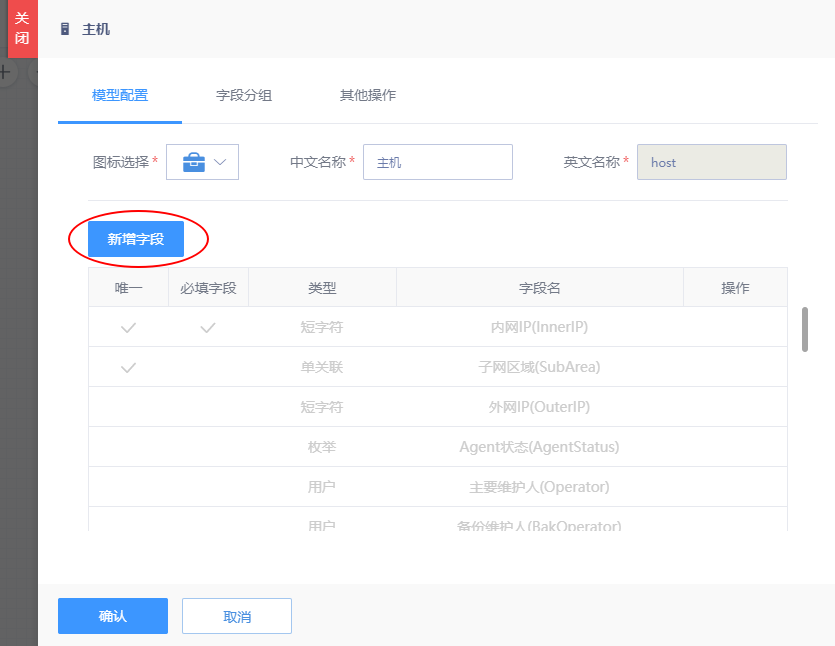 关
闭
主机
模型配置 字段分组 其他操作
图标选择* 中文名称* 主机 英文名称* host
新增字段
唯一 必填字段 类型 字段名 操作
短字符 内网IP(InnerIP)
单关联 子网区域(SubArea)
短字符 外网IP(OuterIP)
枚举 Agent状态(AgentStatus)
用户 主要维护人(Operator)
用户 备份维护人(BakOperator)
确认 取消